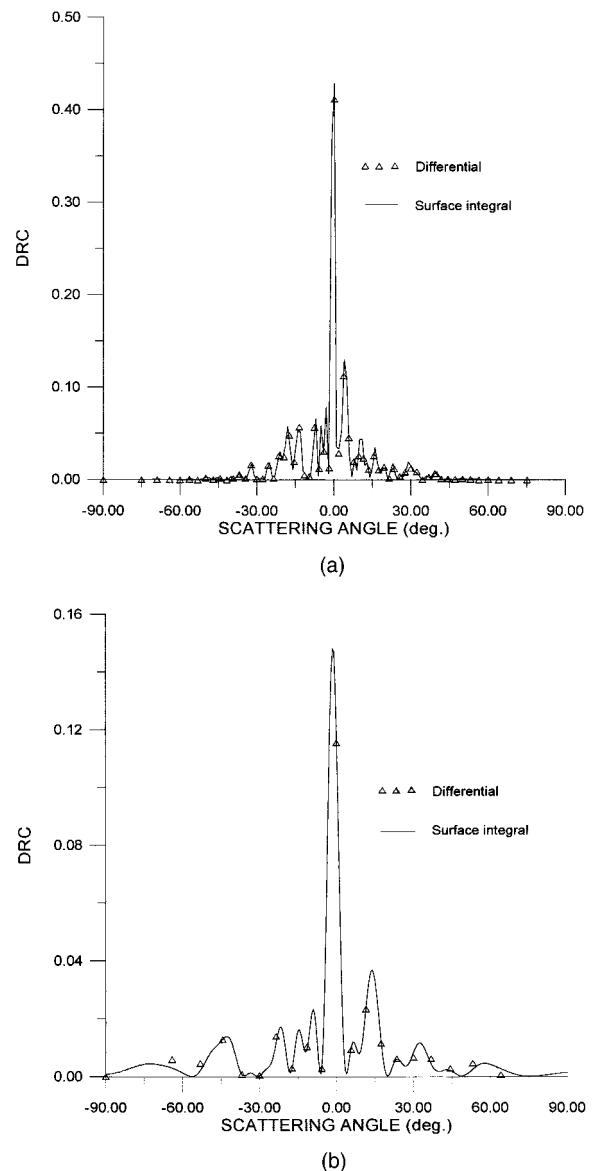 0.50
0.40
0.30
0.20
0.10
0.00
DRC
Differential
Surface integral
-90.00 -60.00 -30.00 0.00 30.00 60.00 90.00
SCATTERING ANGLE (deg.)
(a)
0.16
0.12
0.08
0.04
0.00
DRC
Differential
Surface integral
-90.00 -60.00 -30.00 0.00 30.00 60.00 90.00
SCATTERING ANGLE (deg.)
(b)